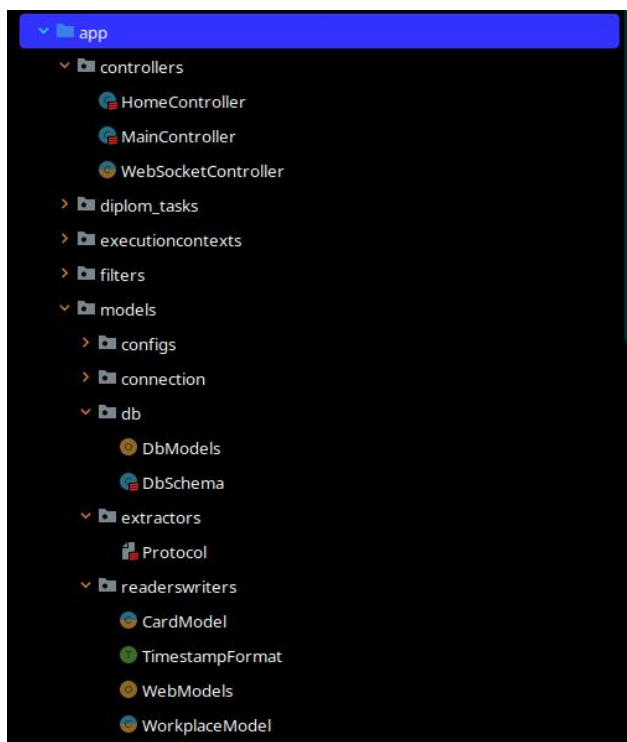 app
controllers
HomeController
MainController
WebSocketController
diplom_tasks
executioncontexts
filters
models
configs
connection
db
DbModels
DbSchema
extractors
Protocol
readerswriters
CardModel
TimestampFormat
WebModels
WorkplaceModel